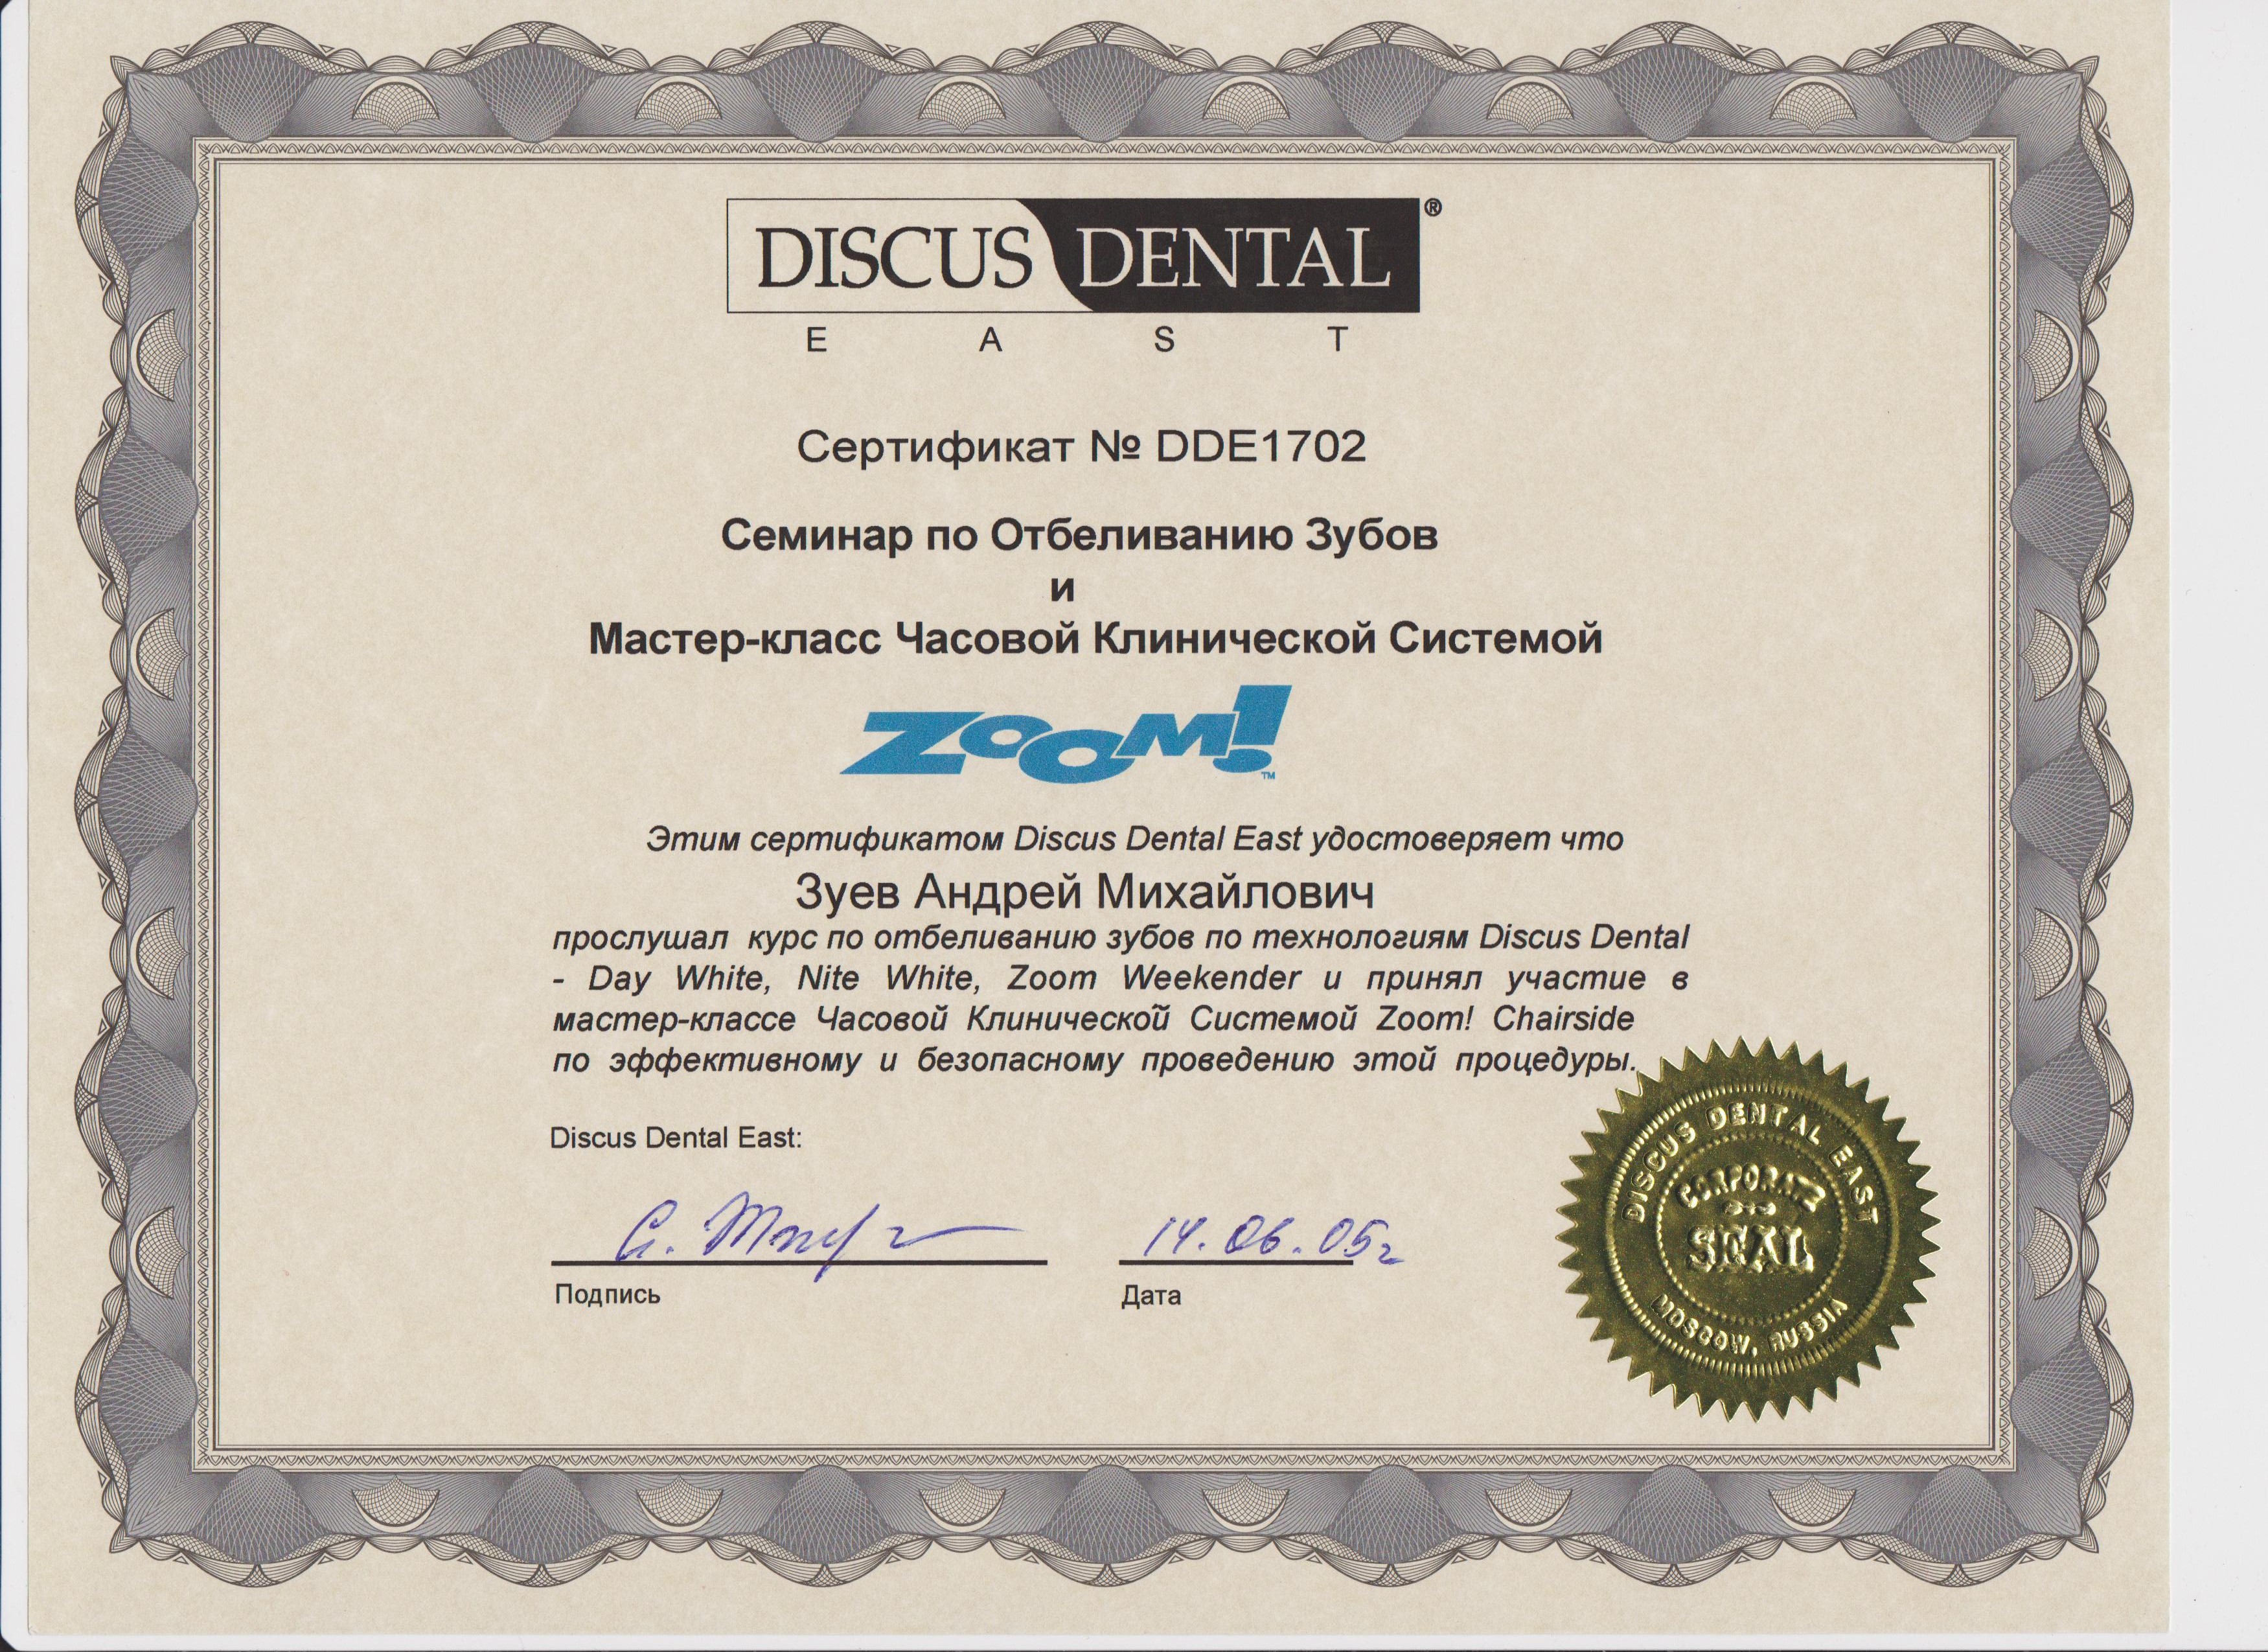 DISCUS DENTAL®
EAST
Сертификат № DDE1702
Семинар по Отбеливанию Зубов
и
Мастер-класс Часовой Клинической Системой
ZOOM!™
Этим сертификатом Discus Dental East удостоверяет что
Зуев Андрей Михайлович
прослушал курс по отбеливанию зубов по технологиям Discus Dental
- Day White, Nite White, Zoom Weekender и принял участие в
мастер-классе Часовой Клинической Системой Zoom! Chairside
по эффективному и безопасному проведению этой процедуры.
Discus Dental East:
14.06.05г
Подпись
Дата
DISCUS DENTAL EAST
CORPORATE
SEAL
MOSCOW, RUSSIA